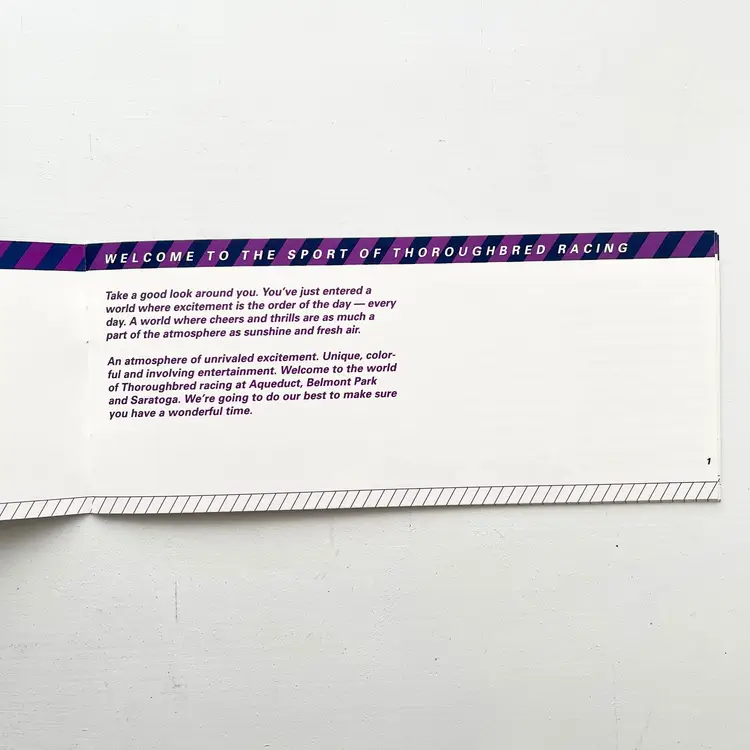 WELCOME TO THE SPORT OF THOROUGHBRED RACING
Take a good look around you. You've just entered a
world where excitement is the order of the day — every
day. A world where cheers and thrills are as much a
part of the atmosphere as sunshine and fresh air.
An atmosphere of unrivaled excitement. Unique, color-
ful and involving entertainment. Welcome to the world
of Thoroughbred racing at Aqueduct, Belmont Park
and Saratoga. We're going to do our best to make sure
you have a wonderful time.
1